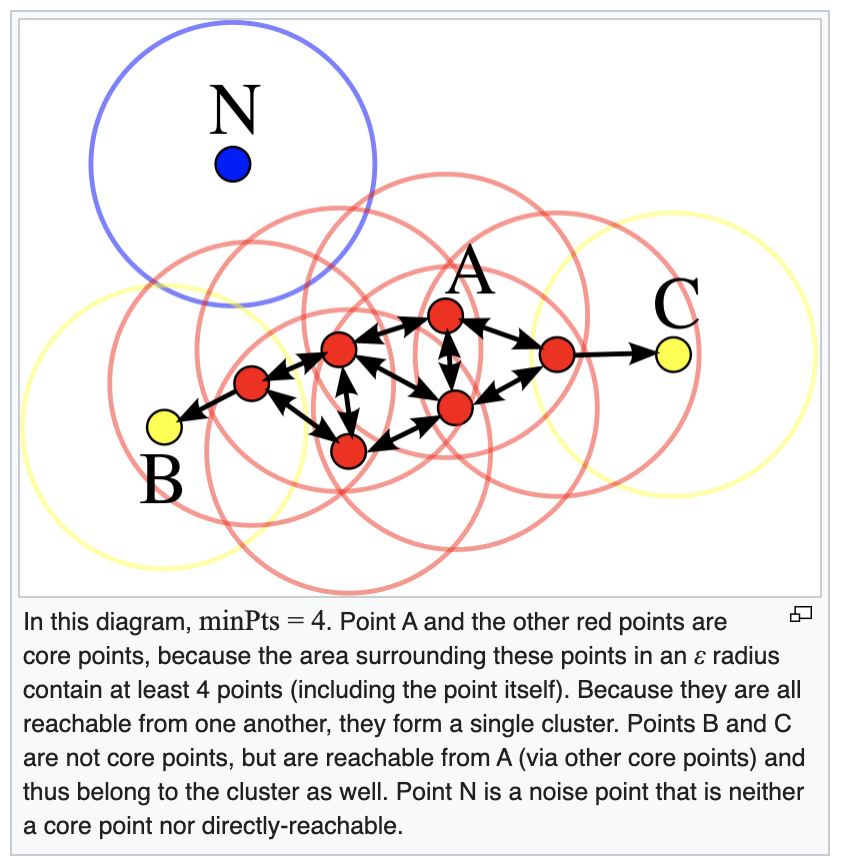 N
A
C
B
In this diagram, minPts = 4. Point A and the other red points are
core points, because the area surrounding these points in an ε radius
contain at least 4 points (including the point itself). Because they are all
reachable from one another, they form a single cluster. Points B and C
are not core points, but are reachable from A (via other core points) and
thus belong to the cluster as well. Point N is a noise point that is neither
a core point nor directly-reachable.